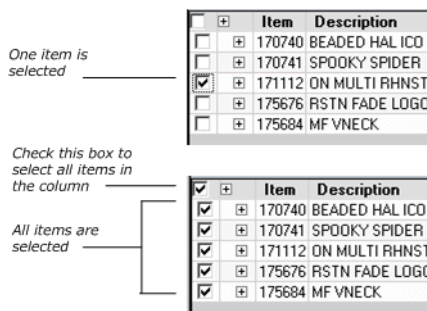 Item Description
170740 BEADED HAL ICO
170741 SPOOKY SPIDER
171112 ON MULTI RHNST
175676 RSTN FADE LOGO
175684 MF VNECK
One item is
selected
Check this box to
select all items in
the column
Item Description
170740 BEADED HAL ICO
170741 SPOOKY SPIDER
171112 ON MULTI RHNST
175676 RSTN FADE LOGO
175684 MF VNECK
All items are
selected